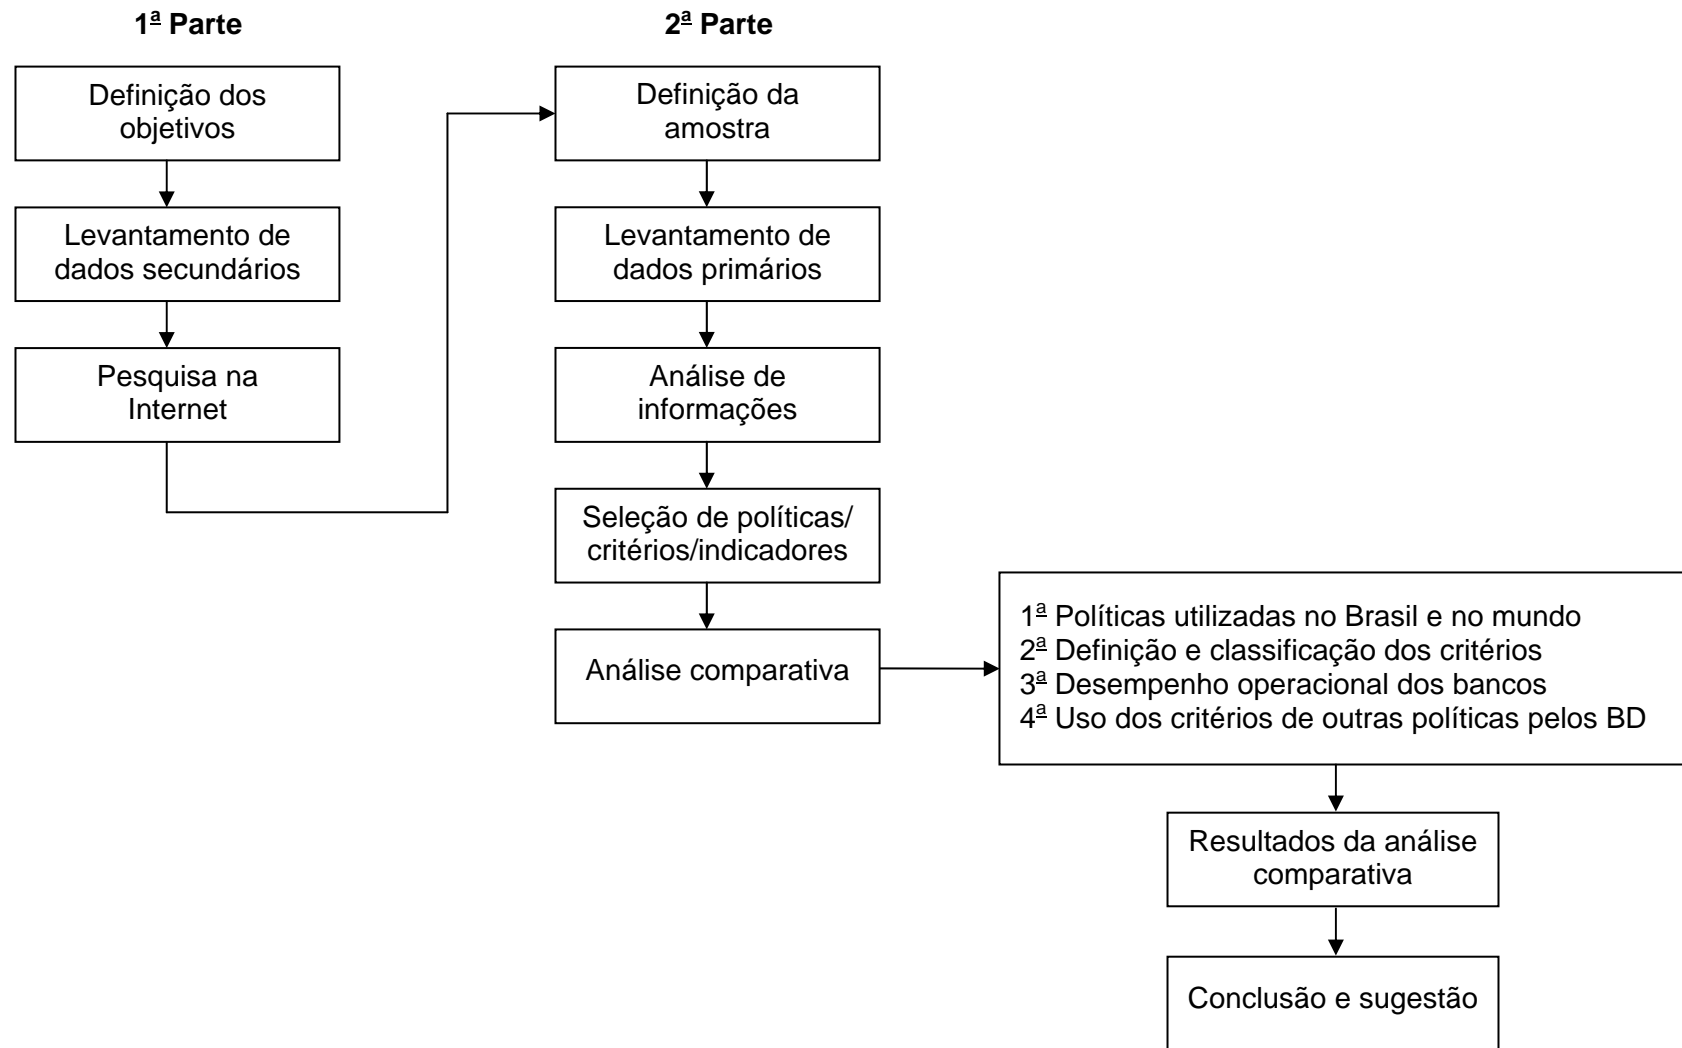 1ª Parte
Definição dos
objetivos
Levantamento de
dados secundários
Pesquisa na
Internet
2ª Parte
Definição da
amostra
Levantamento de
dados primários
Análise de
informações
Seleção de políticas/
critérios/indicadores
Análise comparativa
1ª Políticas utilizadas no Brasil e no mundo
2ª Definição e classificação dos critérios
3ª Desempenho operacional dos bancos
4ª Uso dos critérios de outras políticas pelos BD
Resultados da análise
comparativa
Conclusão e sugestão